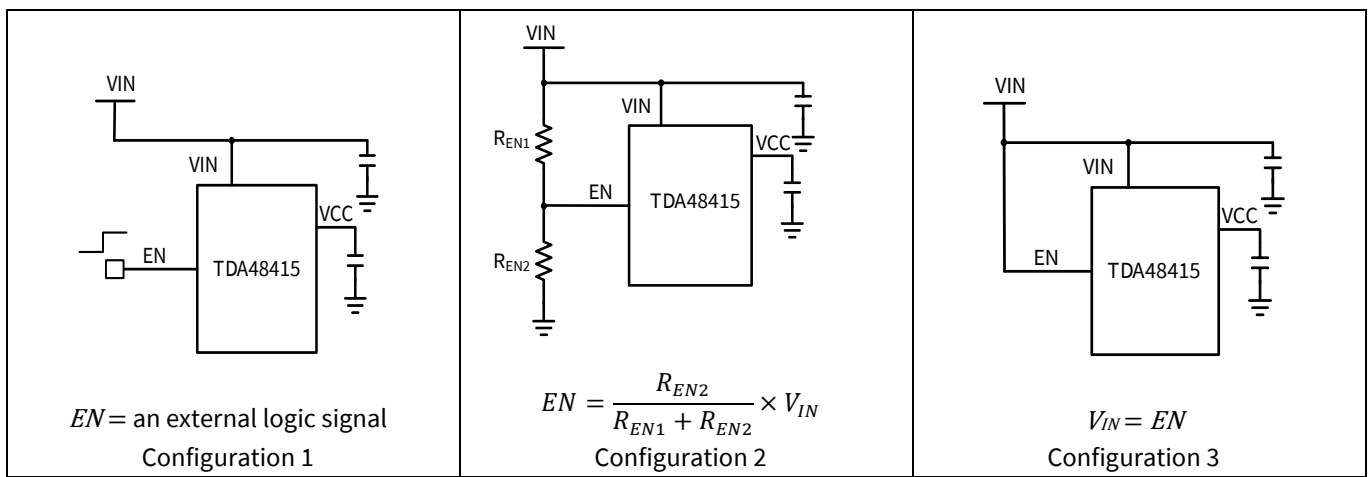 VIN
VIN
VCC
EN
TDA48415
EN = an external logic signal
Configuration 1
VIN
VIN
R_EN1
VCC
EN
TDA48415
R_EN2
EN = R_EN2 / (R_EN1 + R_EN2) × V_IN
Configuration 2
VIN
VIN
VCC
EN
TDA48415
V_IN = EN
Configuration 3